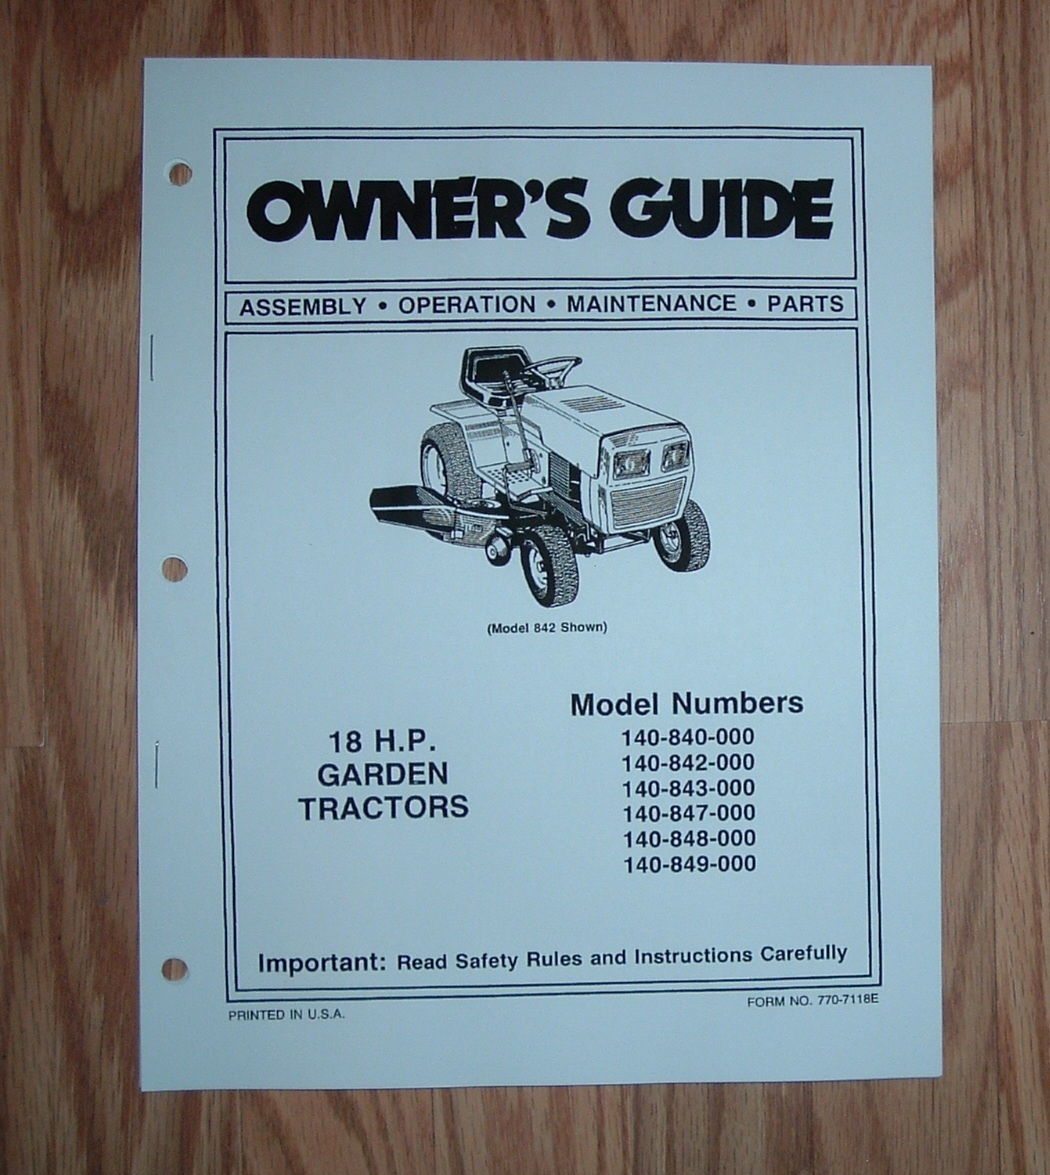 OWNER'S GUIDE
ASSEMBLY • OPERATION • MAINTENANCE • PARTS
(Model 842 Shown)
18 H.P.
GARDEN
TRACTORS
Model Numbers
140-840-000
140-842-000
140-843-000
140-847-000
140-848-000
140-849-000
Important: Read Safety Rules and Instructions Carefully
PRINTED IN U.S.A.
FORM NO. 770-7118E